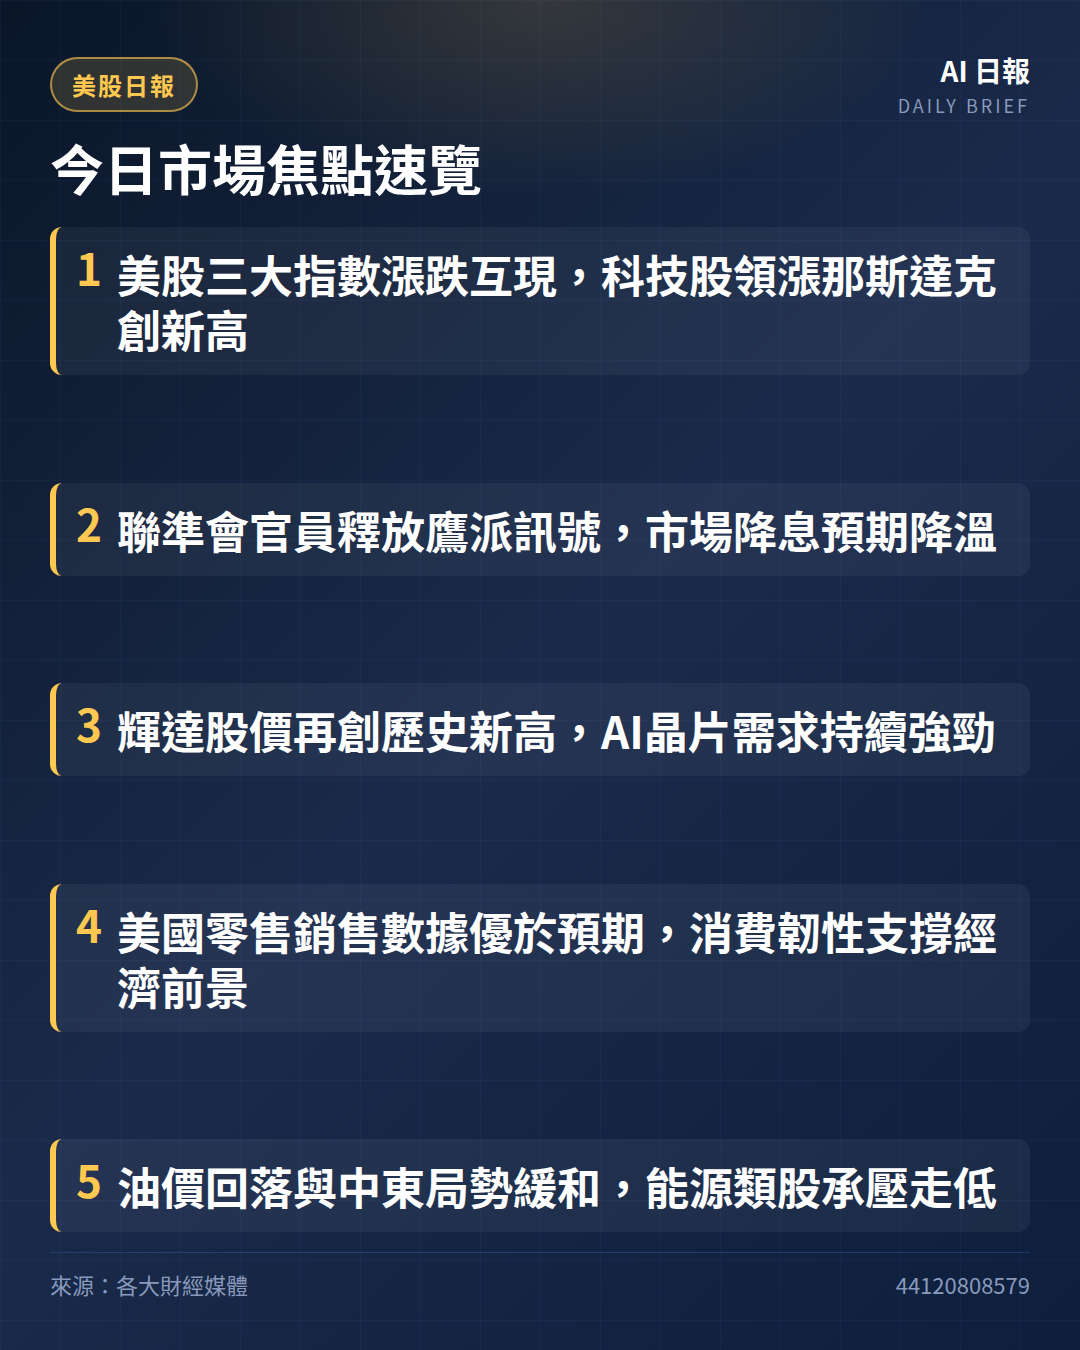 美股日報
AI 日報
DAILY BRIEF
今日市場焦點速覽
1 美股三大指數漲跌互現，科技股領漲那斯達克
創新高
2 聯準會官員釋放鷹派訊號，市場降息預期降溫
3 輝達股價再創歷史新高，AI晶片需求持續強勁
4 美國零售銷售數據優於預期，消費韌性支撐經
濟前景
5 油價回落與中東局勢緩和，能源類股承壓走低
來源：各大財經媒體
44120808579